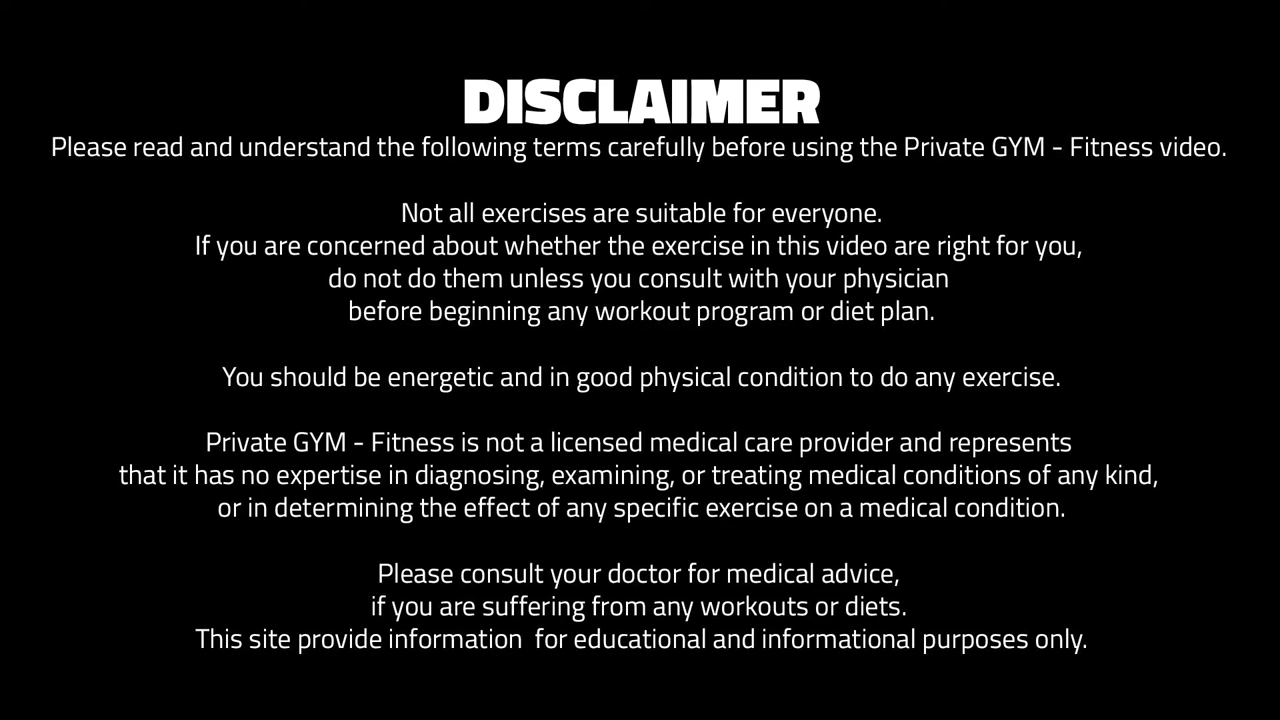 DISCLAIMER
Please read and understand the following terms carefully before using the Private GYM - Fitness video.
Not all exercises are suitable for everyone.
If you are concerned about whether the exercise in this video are right for you,
do not do them unless you consult with your physician
before beginning any workout program or diet plan.
You should be energetic and in good physical condition to do any exercise.
Private GYM - Fitness is not a licensed medical care provider and represents
that it has no expertise in diagnosing, examining, or treating medical conditions of any kind,
or in determining the effect of any specific exercise on a medical condition.
Please consult your doctor for medical advice,
if you are suffering from any workouts or diets.
This site provide information  for educational and informational purposes only.